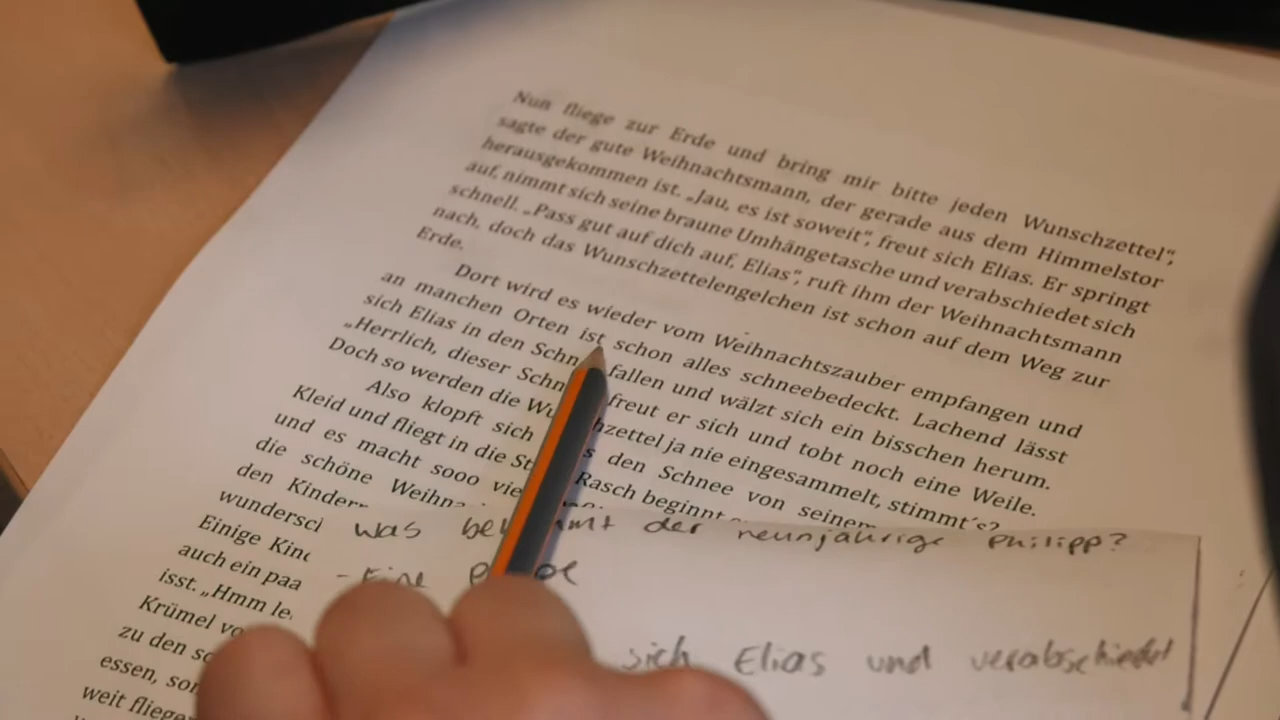 Nun fliege zur Erde und bring mir bitte jeden Wunschzettel“,
sagte der gute Weihnachtsmann, der gerade aus dem Himmelstor
herausgekommen ist. „Jau, es ist soweit“, freut sich Elias. Er springt
auf, nimmt sich seine braune Umhängetasche und verabschiedet sich
schnell. „Pass gut auf dich auf, Elias“, ruft ihm der Weihnachtsmann
nach, doch das Wunschzettelengelchen ist schon auf dem Weg zur
Erde.
Dort wird es wieder vom Weihnachtszauber empfangen und
an manchen Orten ist schon alles schneebedeckt. Lachend lässt
sich Elias in den Schn fallen und wälzt sich ein bisschen herum.
„Herrlich, dieser Schn freut er sich und tobt noch eine Weile.
Doch so werden die Wu hzettel ja nie eingesammelt, stimmt´s?
Also klopft sich s den Schnee von seinem
Kleid und fliegt in die St Rasch beginnt
und es macht sooo vie
die schöne Weihn
den Kindern
wundersc
Einige Kin
auch ein paa
isst. „Hmm le
Krümel vo
zu den sc
essen, son
weit fliege
was bek mmt der neunjährige Philipp?
- Eine
sich Elias und verabschiedet